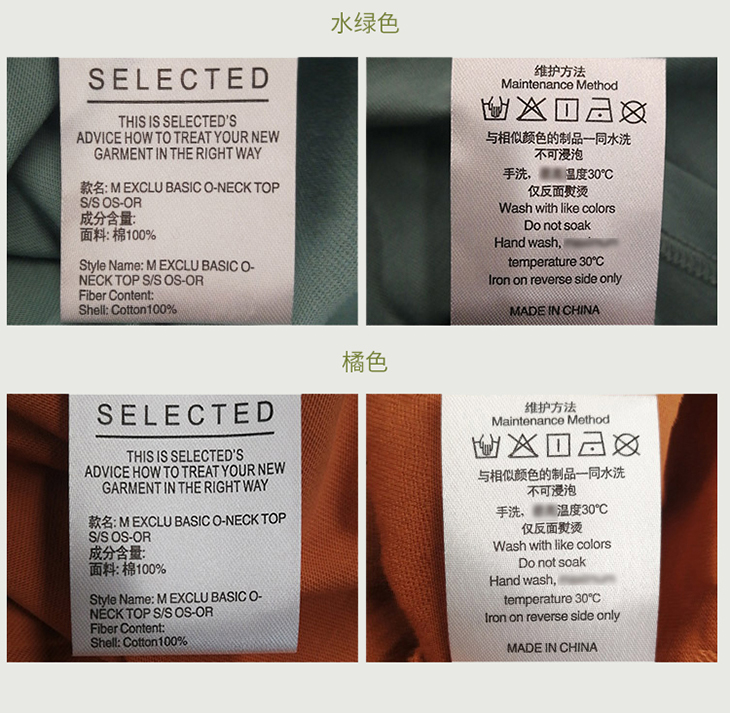 水绿色
SELECTED
THIS IS SELECTED'S
ADVICE HOW TO TREAT YOUR NEW
GARMENT IN THE RIGHT WAY
款名: M EXCLU BASIC O-NECK TOP
S/S OS-OR
成分含量:
面料: 棉100%
Style Name: M EXCLU BASIC O-
NECK TOP S/S OS-OR
Fiber Content:
Shell: Cotton100%
维护方法
Maintenance Method
与相似颜色的制品一同水洗
不可浸泡
手洗, 温度30℃
仅反面熨烫
Wash with like colors
Do not soak
Hand wash,
temperature 30℃
Iron on reverse side only
MADE IN CHINA
橘色
SELECTED
THIS IS SELECTED'S
ADVICE HOW TO TREAT YOUR NEW
GARMENT IN THE RIGHT WAY
款名: M EXCLU BASIC O-NECK TOP
S/S OS-OR
成分含量:
面料: 棉100%
Style Name: M EXCLU BASIC O-
NECK TOP S/S OS-OR
Fiber Content:
Shell: Cotton100%
维护方法
Maintenance Method
与相似颜色的制品一同水洗
不可浸泡
手洗, 温度30℃
仅反面熨烫
Wash with like colors
Do not soak
Hand wash,
temperature 30℃
Iron on reverse side only
MADE IN CHINA